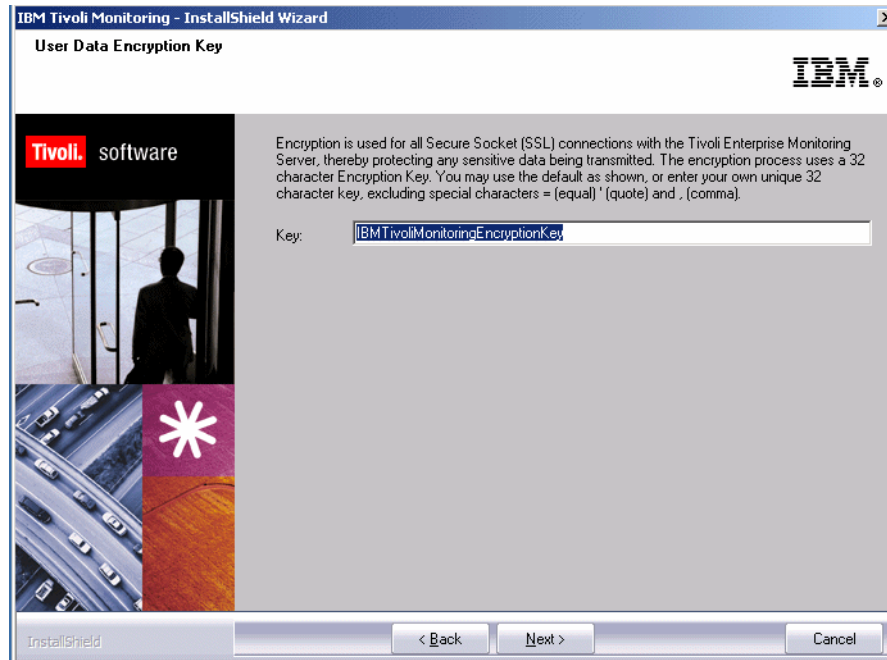 IBM Tivoli Monitoring - InstallShield Wizard
User Data Encryption Key
IBM®
Tivoli. software
Encryption is used for all Secure Socket (SSL) connections with the Tivoli Enterprise Monitoring
Server, thereby protecting any sensitive data being transmitted. The encryption process uses a 32
character Encryption Key. You may use the default as shown, or enter your own unique 32
character key, excluding special characters = (equal) ' (quote) and , (comma).
Key: IBMTivoliMonitoringEncryptionKey
InstallShield
< Back Next > Cancel